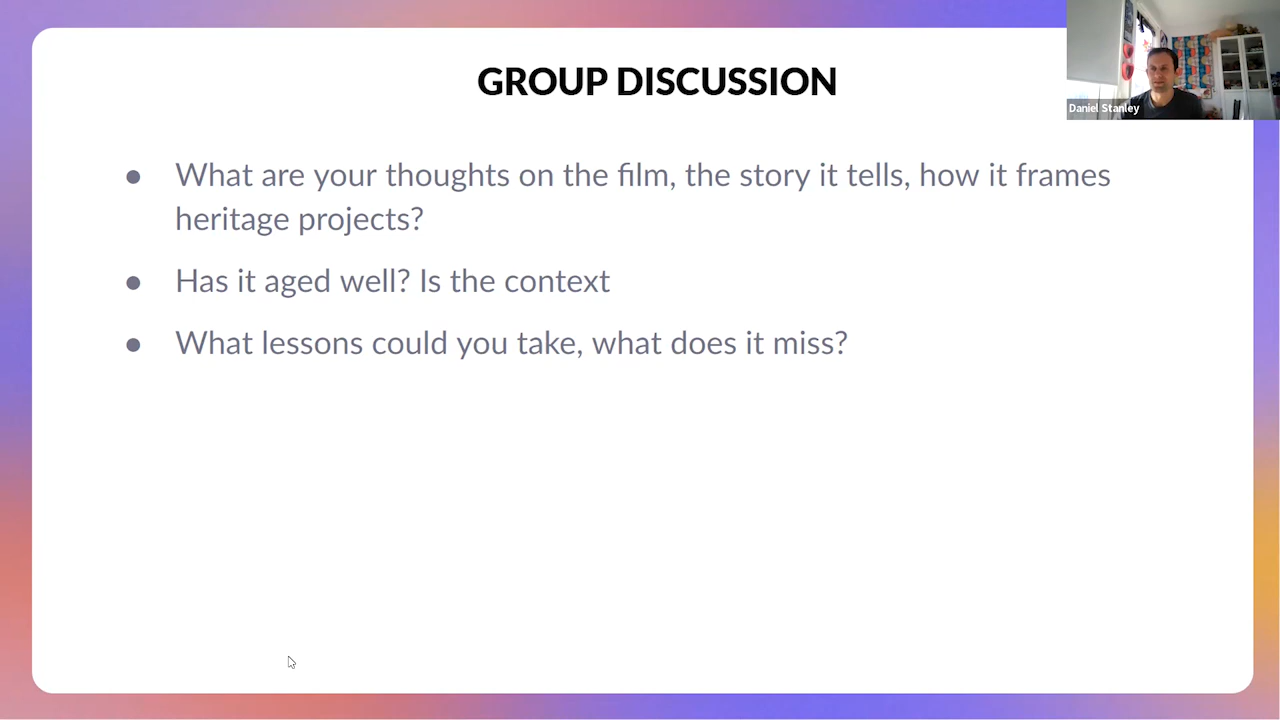 GROUP DISCUSSION
Daniel Stanley
● What are your thoughts on the film, the story it tells, how it frames
heritage projects?
● Has it aged well? Is the context
● What lessons could you take, what does it miss?